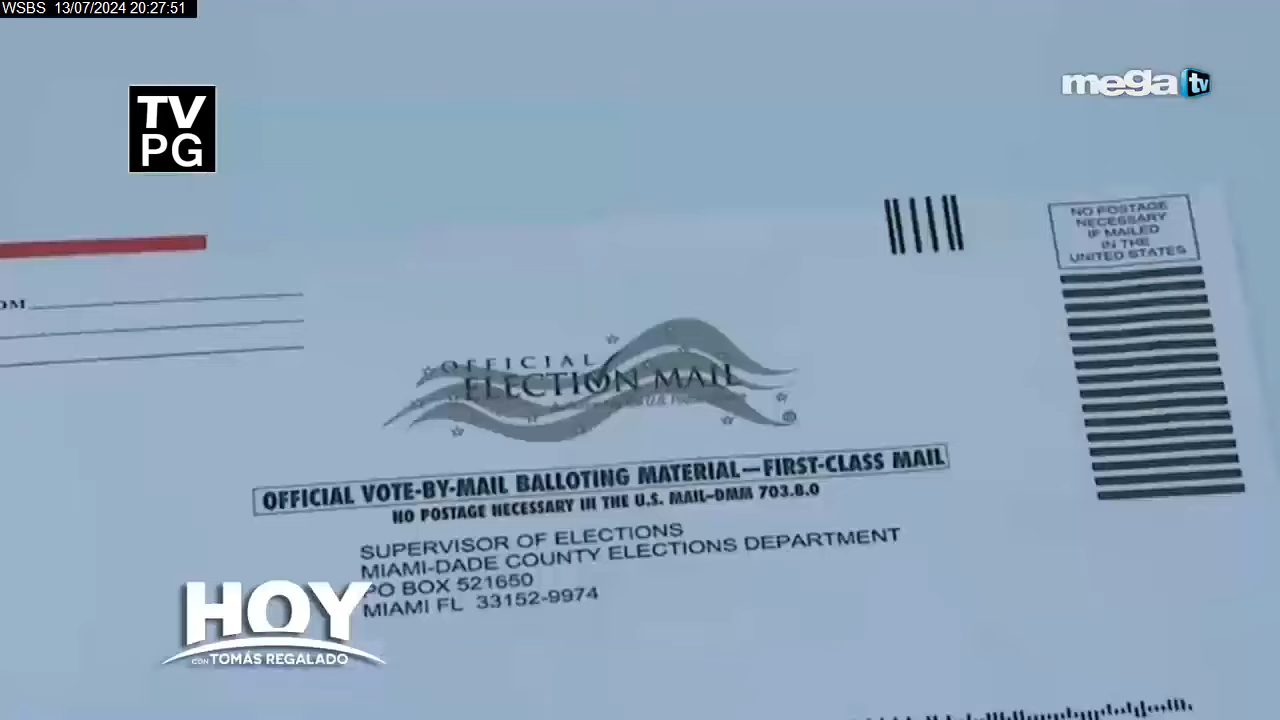 WSBS 13/07/2024 20:27:51
TV
PG
mega tv
NO POSTAGE
NECESSARY
IF MAILED
IN THE
UNITED STATES
OM
OFFICIAL
ELECTION MAIL
®
OFFICIAL VOTE-BY-MAIL BALLOTING MATERIAL—FIRST-CLASS MAIL
NO POSTAGE NECESSARY IN THE U.S. MAIL–DMM 703.8.0
SUPERVISOR OF ELECTIONS
MIAMI-DADE COUNTY ELECTIONS DEPARTMENT
PO BOX 521650
MIAMI FL 33152-9974
HOY
CON TOMÁS REGALADO